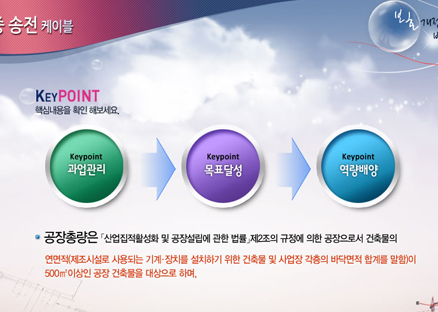 송전 케이블
KEYPOINT
핵심내용을 확인 해보세요.
Keypoint
과업관리
Keypoint
목표달성
Keypoint
역량배양
• 공장총량은 「산업집적활성화 및 공장설립에 관한 법률」제2조의 규정에 의한 공장으로서 건축물의
연면적(제조시설로 사용되는 기계·장치를 설치하기 위한 건축물 및 사업장 각층의 바닥면적 합계를 말함)이
500㎡이상인 공장 건축물을 대상으로 하며,